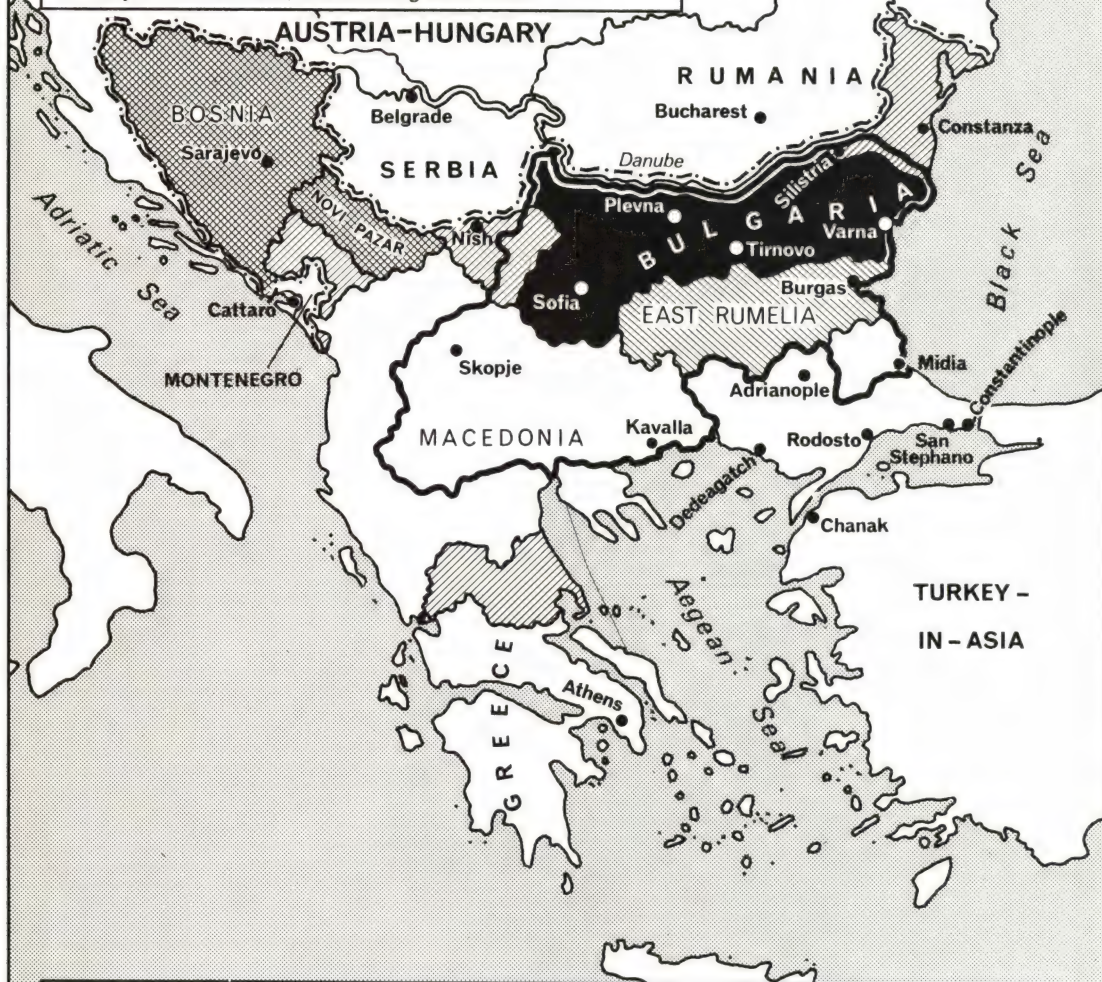 AUSTRIA–HUNGARY
RUMANIA
BOSNIA
Belgrade
Bucharest
Constanza
Sarajevo
SERBIA
Danube
Silistria
Black Sea
Adriatic Sea
NOVI PAZAR
Nish
Plevna
BULGARIA
Varna
Tirnovo
Sofia
Burgas
EAST RUMELIA
Cattaro
MONTENEGRO
Skopje
Adrianople
Midia
Constantinople
MACEDONIA
Kavalla
Rodosto
San
Stephano
Dedeagatch
Chanak
Aegean Sea
TURKEY –
IN – ASIA
GREECE
Athens